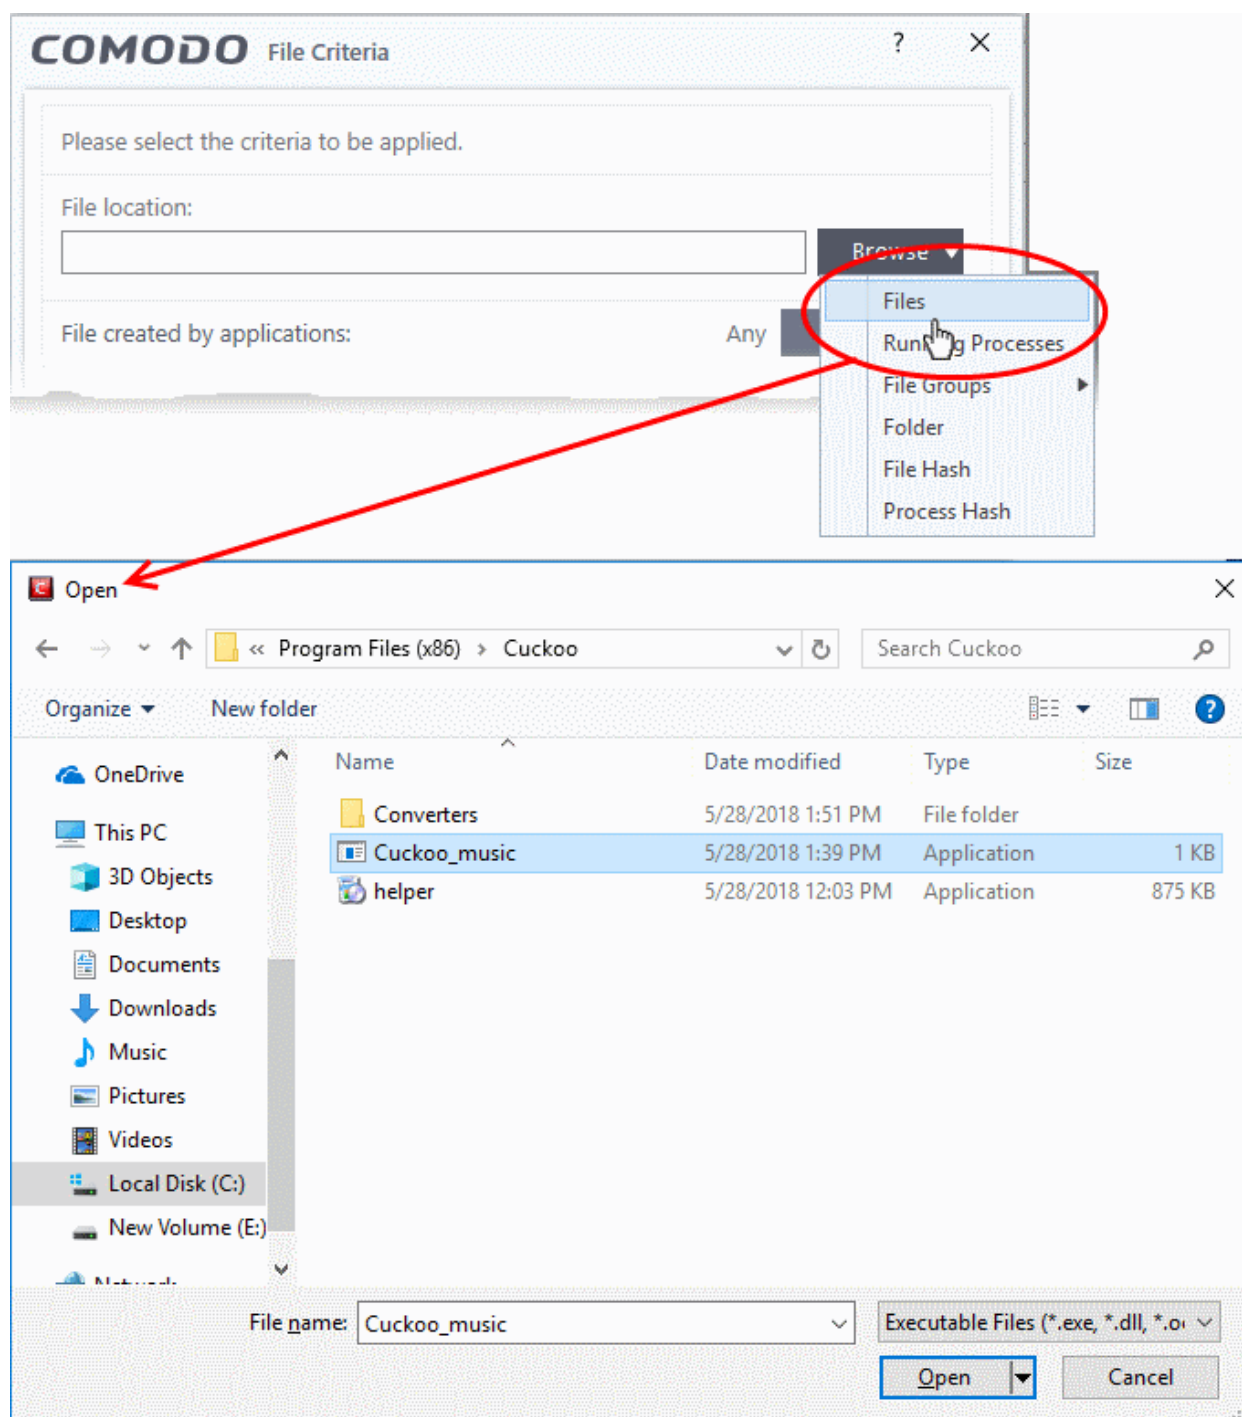 COMODO File Criteria ?
Please select the criteria to be applied.
File location:
Browse
Files
File created by applications: Any
Running Processes
File Groups
Folder
File Hash
Process Hash
Open
« Program Files (x86) > Cuckoo
Search Cuckoo
Organize New folder ?
Name Date modified Type Size
OneDrive
Converters 5/28/2018 1:51 PM File folder
This PC
Cuckoo_music 5/28/2018 1:39 PM Application 1 KB
3D Objects
helper 5/28/2018 12:03 PM Application 875 KB
Desktop
Documents
Downloads
Music
Pictures
Videos
Local Disk (C:)
New Volume (E:)
Network
File name: Cuckoo_music
Executable Files (*.exe, *.dll, *.o
Open Cancel